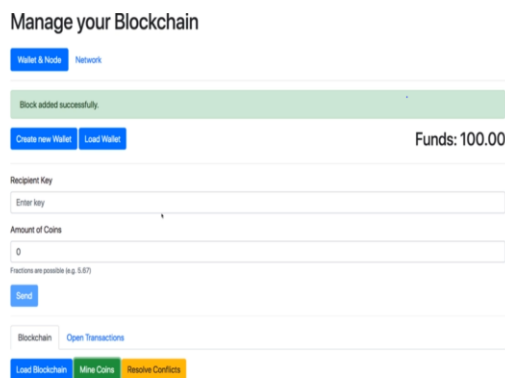 Manage your Blockchain
Wallet & Node Network
Block added successfully.
Create new Wallet Load Wallet Funds: 100.00
Recipient Key
Enter key
Amount of Coins
0
Fractions are possible (e.g. 5.67)
Send
Blockchain Open Transactions
Load Blockchain Mine Coins Resolve Conflicts